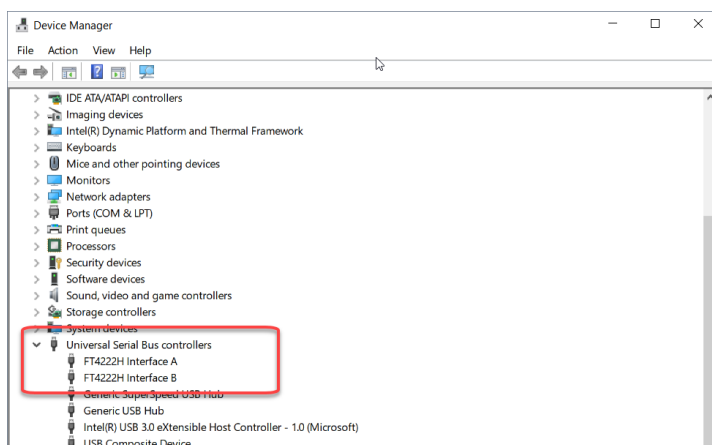 Device Manager
File Action View Help
IDE ATA/ATAPI controllers
Imaging devices
Intel(R) Dynamic Platform and Thermal Framework
Keyboards
Mice and other pointing devices
Monitors
Network adapters
Ports (COM & LPT)
Print queues
Processors
Security devices
Software devices
Sound, video and game controllers
Storage controllers
System devices
Universal Serial Bus controllers
FT4222H Interface A
FT4222H Interface B
Generic SuperSpeed USB Hub
Generic USB Hub
Intel(R) USB 3.0 eXtensible Host Controller - 1.0 (Microsoft)
USB Composite Device